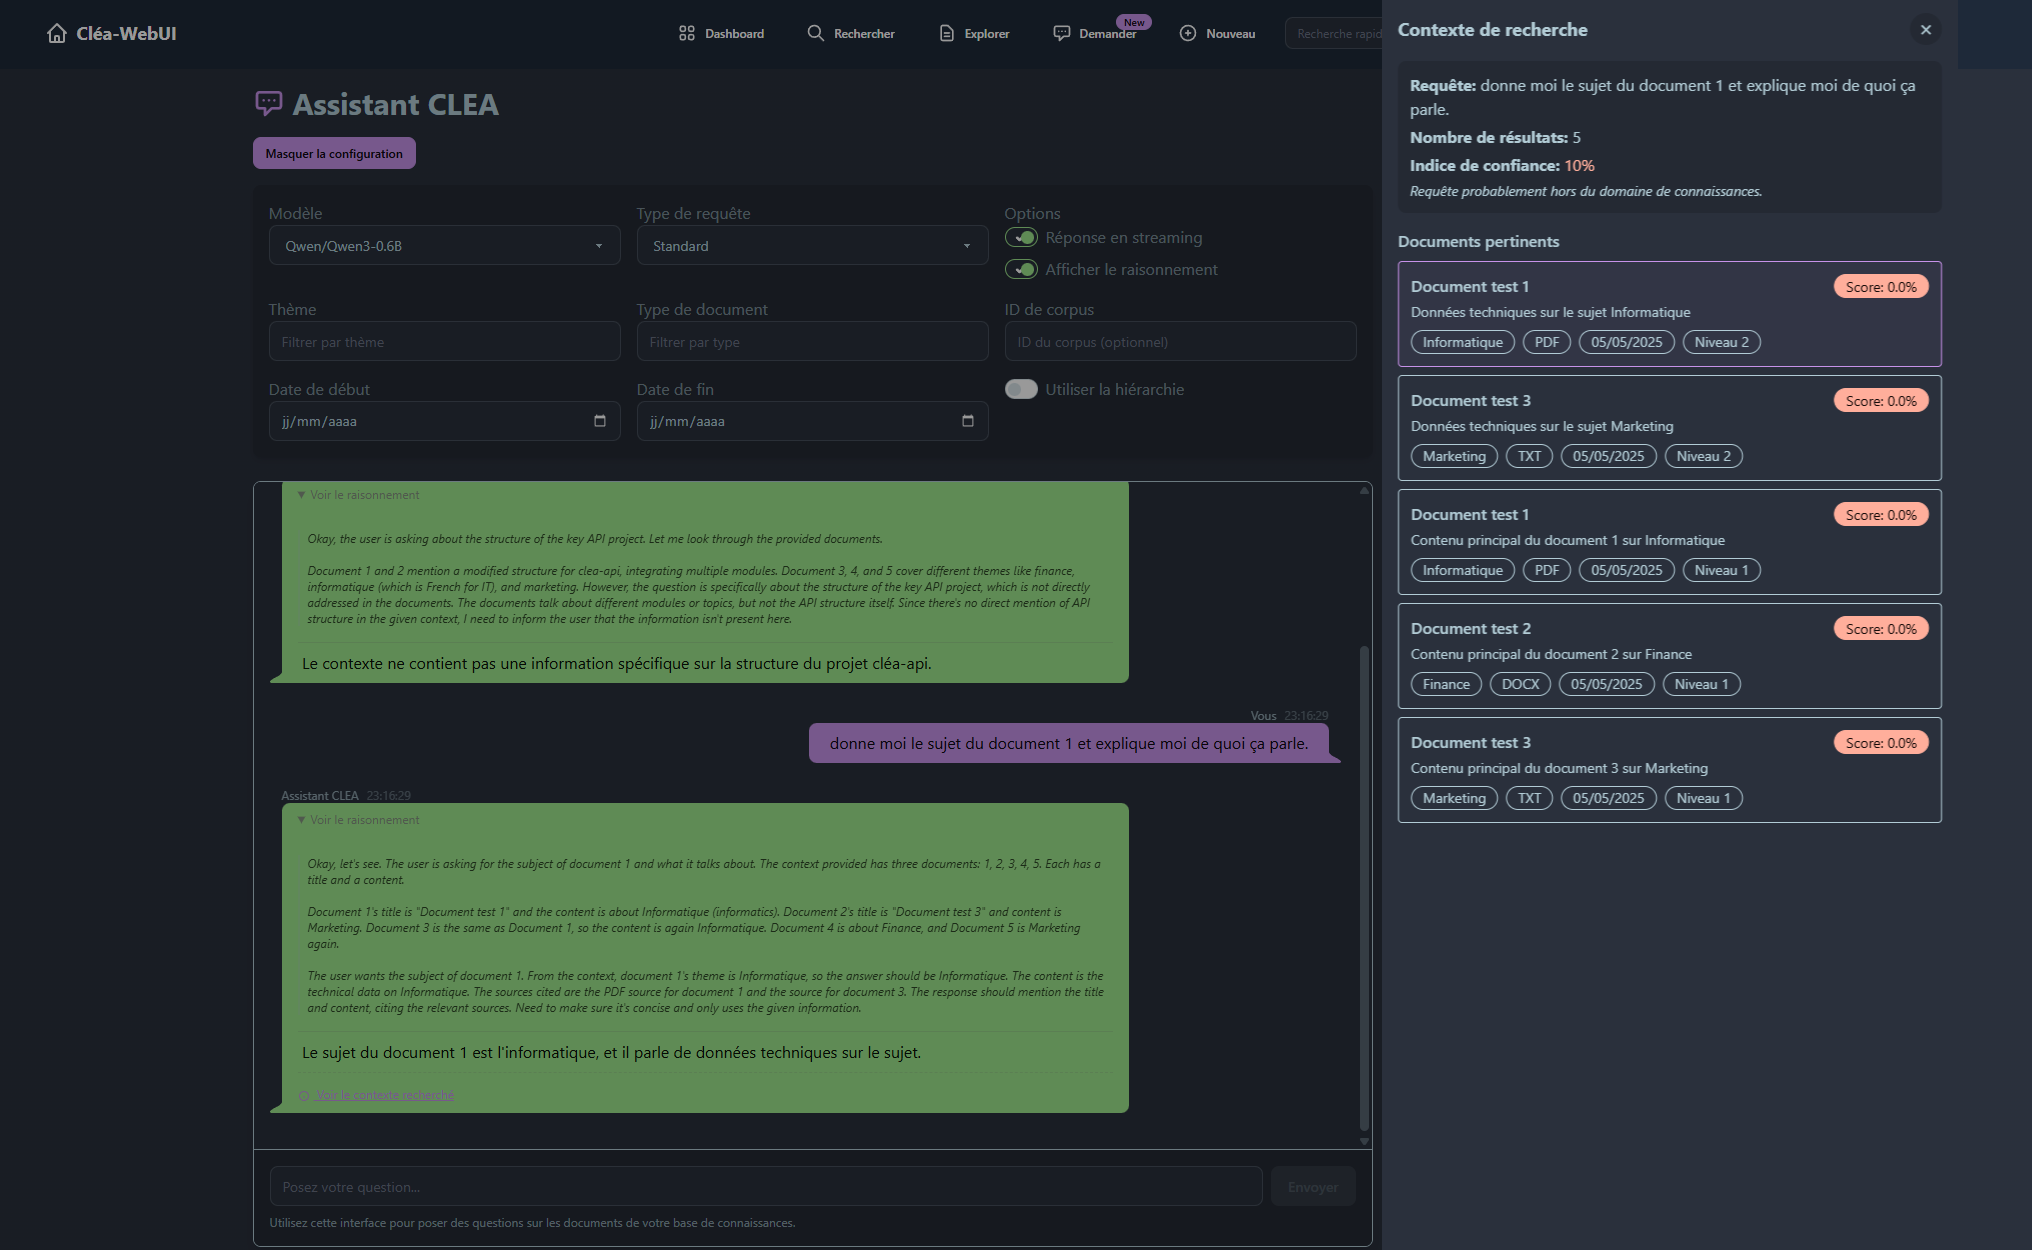 Cléa-WebUI
Dashboard
Rechercher
Explorer
Demander
New
Nouveau
Recherche rapid
Assistant CLEA
Masquer la configuration
Modèle
Qwen/Qwen3-0.6B
Type de requête
Standard
Options
Réponse en streaming
Afficher le raisonnement
Thème
Filtrer par thème
Type de document
Filtrer par type
ID de corpus
ID du corpus (optionnel)
Date de début
jj/mm/aaaa
Date de fin
jj/mm/aaaa
Utiliser la hiérarchie
▼ Voir le raisonnement
Okay, the user is asking about the structure of the key API project. Let me look through the provided documents.
Document 1 and 2 mention a modified structure for clea-api, integrating multiple modules. Document 3, 4, and 5 cover different themes like finance,
informatique (which is French for IT), and marketing. However, the question is specifically about the structure of the key API project, which is not directly
addressed in the documents. The documents talk about different modules or topics, but not the API structure itself. Since there's no direct mention of API
structure in the given context, I need to inform the user that the information isn't present here.
Le contexte ne contient pas une information spécifique sur la structure du projet cléa-api.
Vous 23:16:29
donne moi le sujet du document 1 et explique moi de quoi ça parle.
Assistant CLEA 23:16:29
▼ Voir le raisonnement
Okay, let's see. The user is asking for the subject of document 1 and what it talks about. The context provided has three documents: 1, 2, 3, 4, 5. Each has a
title and a content.
Document 1's title is "Document test 1" and the content is about Informatique (informatics). Document 2's title is "Document test 3" and content is
Marketing. Document 3 is the same as Document 1, so the content is again Informatique. Document 4 is about Finance, and Document 5 is Marketing
again.
The user wants the subject of document 1. From the context, document 1's theme is Informatique, so the answer should be Informatique. The content is the
technical data on Informatique. The sources cited are the PDF source for document 1 and the source for document 3. The response should mention the title
and content, citing the relevant sources. Need to make sure it's concise and only uses the given information.
Le sujet du document 1 est l'informatique, et il parle de données techniques sur le sujet.
Voir le contexte recherché
Posez votre question...
Envoyer
Utilisez cette interface pour poser des questions sur les documents de votre base de connaissances.
Contexte de recherche
Requête: donne moi le sujet du document 1 et explique moi de quoi ça
parle.
Nombre de résultats: 5
Indice de confiance: 10%
Requête probablement hors du domaine de connaissances.
Documents pertinents
Document test 1
Score: 0.0%
Données techniques sur le sujet Informatique
Informatique PDF 05/05/2025 Niveau 2
Document test 3
Score: 0.0%
Données techniques sur le sujet Marketing
Marketing TXT 05/05/2025 Niveau 2
Document test 1
Score: 0.0%
Contenu principal du document 1 sur Informatique
Informatique PDF 05/05/2025 Niveau 1
Document test 2
Score: 0.0%
Contenu principal du document 2 sur Finance
Finance DOCX 05/05/2025 Niveau 1
Document test 3
Score: 0.0%
Contenu principal du document 3 sur Marketing
Marketing TXT 05/05/2025 Niveau 1